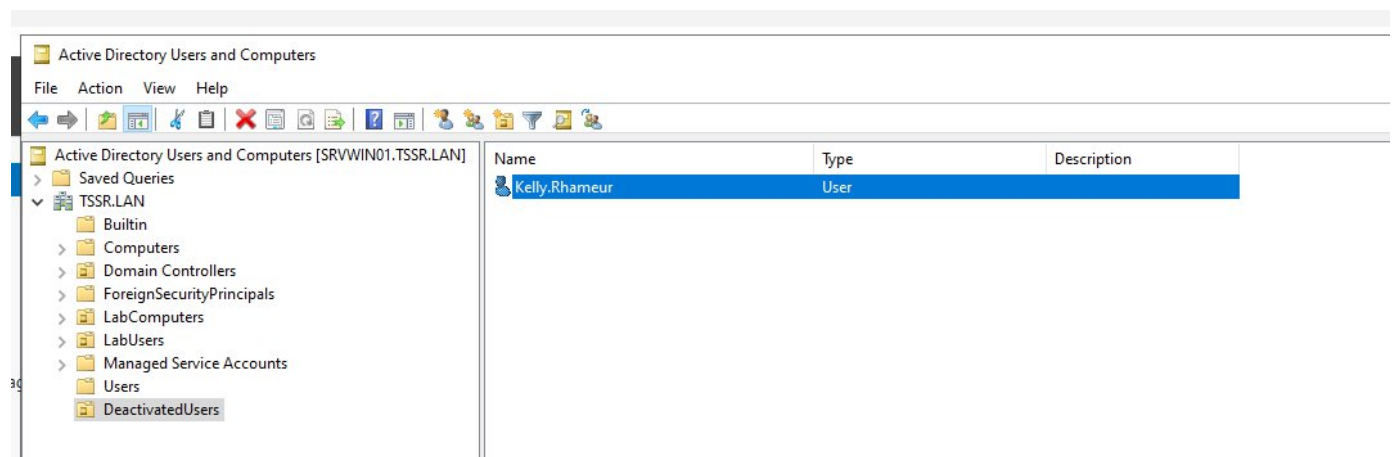 Active Directory Users and Computers
File Action View Help
Active Directory Users and Computers [SRVWIN01.TSSR.LAN]
Name Type Description
Saved Queries
Kelly.Rhameur User
TSSR.LAN
Builtin
Computers
Domain Controllers
ForeignSecurityPrincipals
LabComputers
LabUsers
Managed Service Accounts
Users
DeactivatedUsers